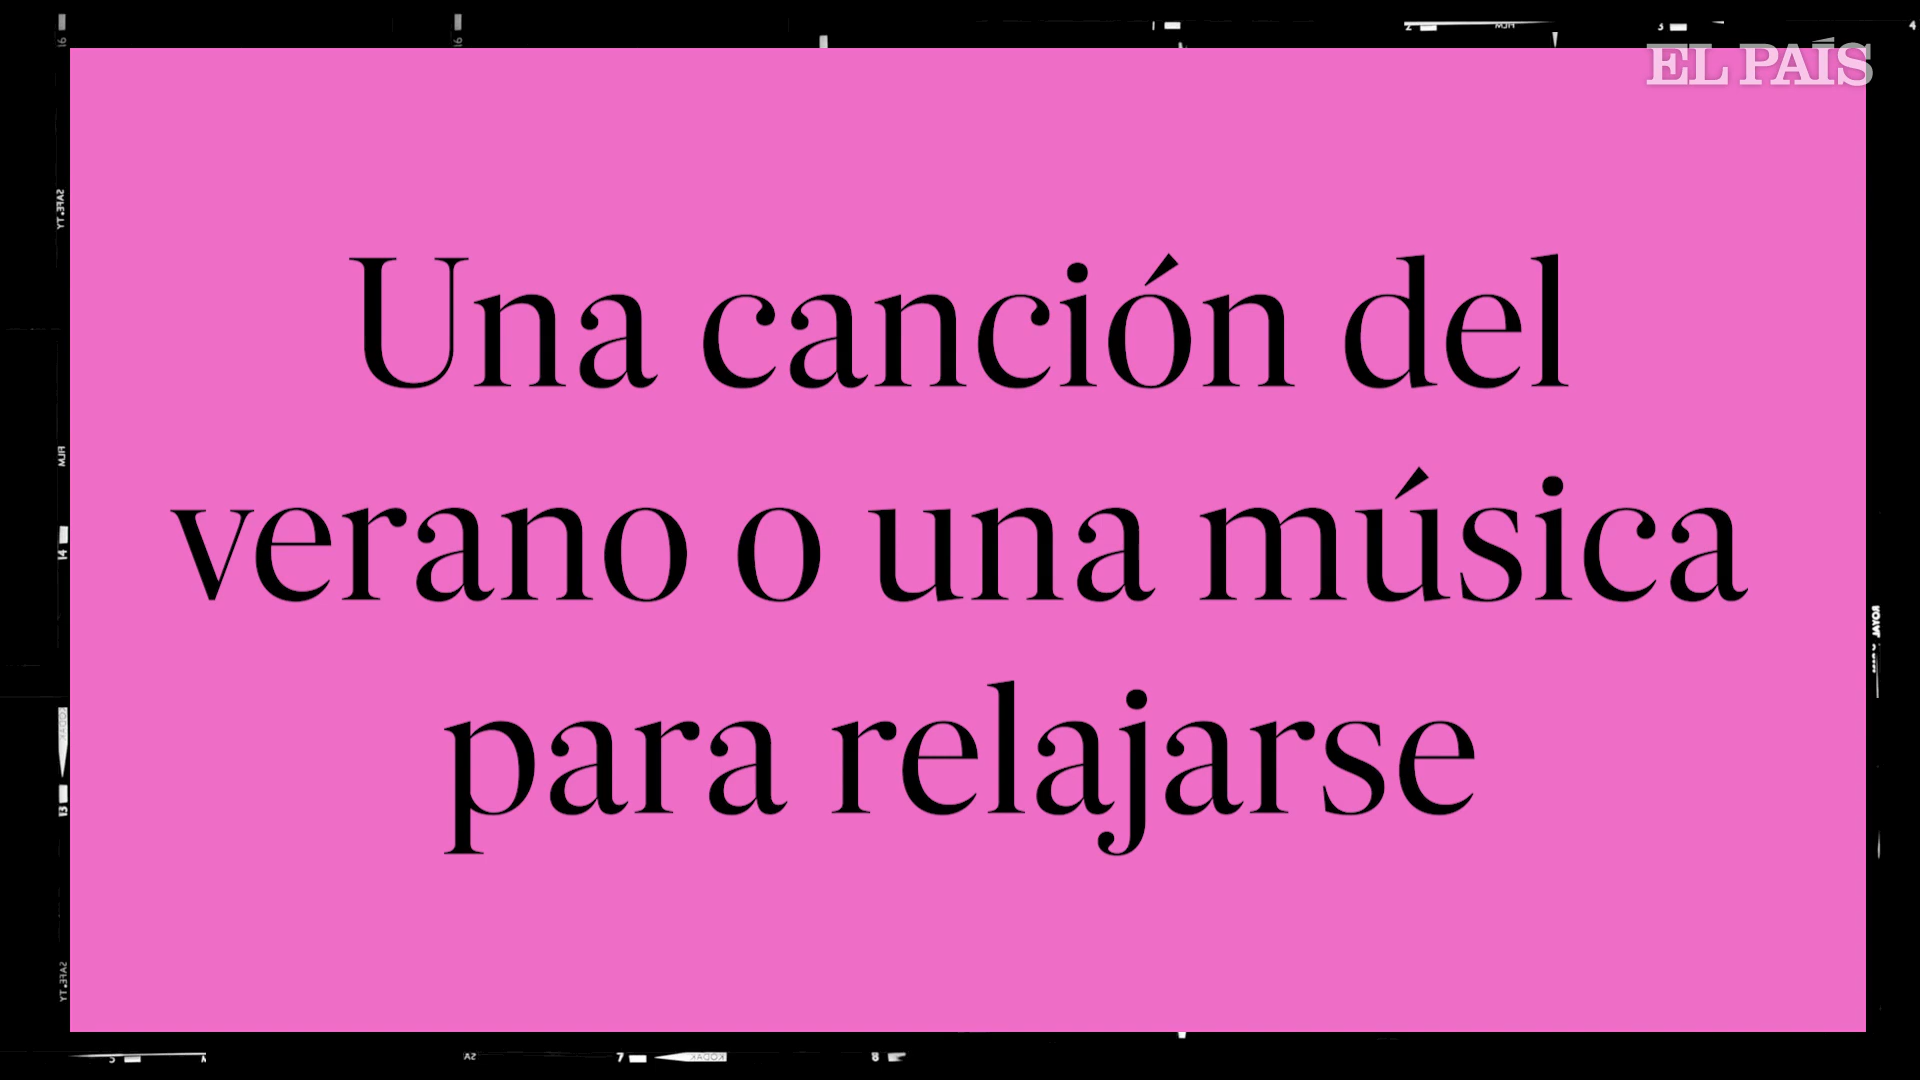 EL PAÍS
Una canción del
verano o una música
para relajarse